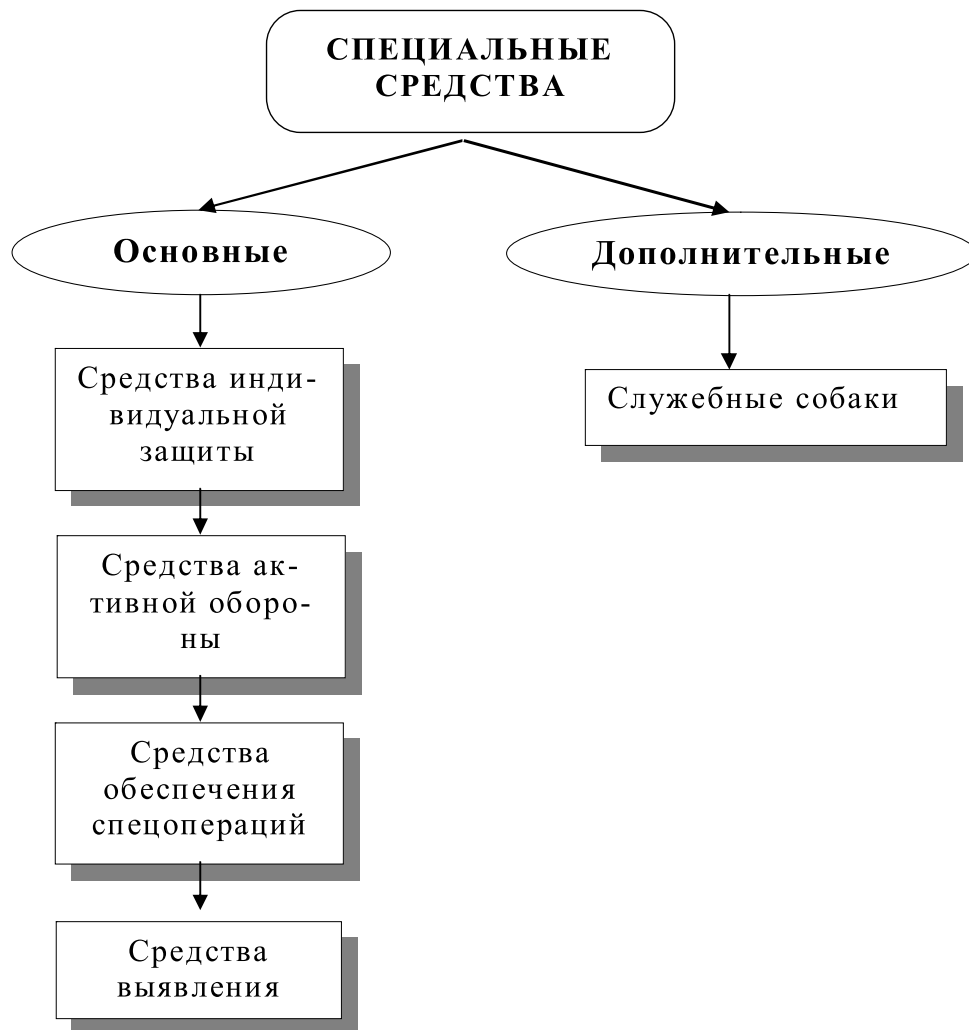 СПЕЦИАЛЬНЫЕ
СРЕДСТВА
Основные
Дополнительные
Средства инди-
видуальной
защиты
Служебные собаки
Средства ак-
тивной оборо-
ны
Средства
обеспечения
спецопераций
Средства
выявления